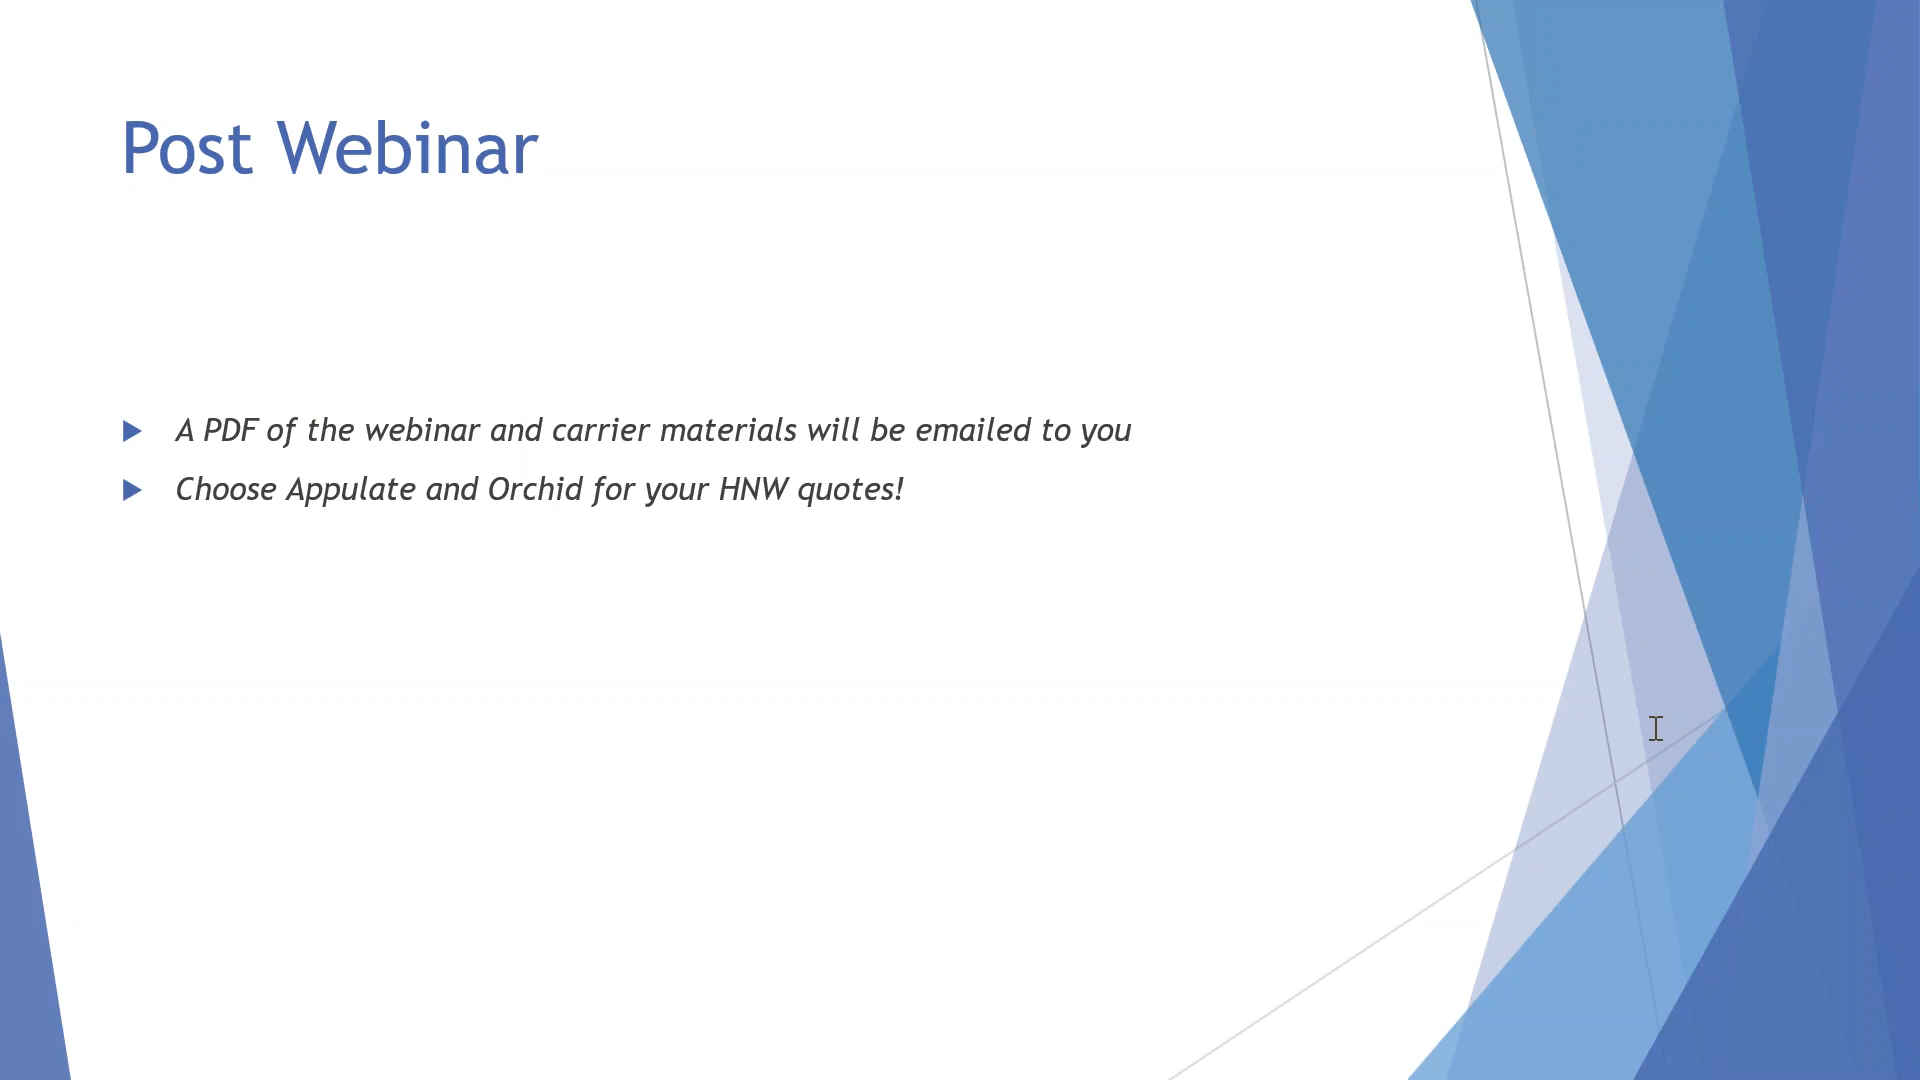 Post Webinar
A PDF of the webinar and carrier materials will be emailed to you
Choose Appulate and Orchid for your HNW quotes!